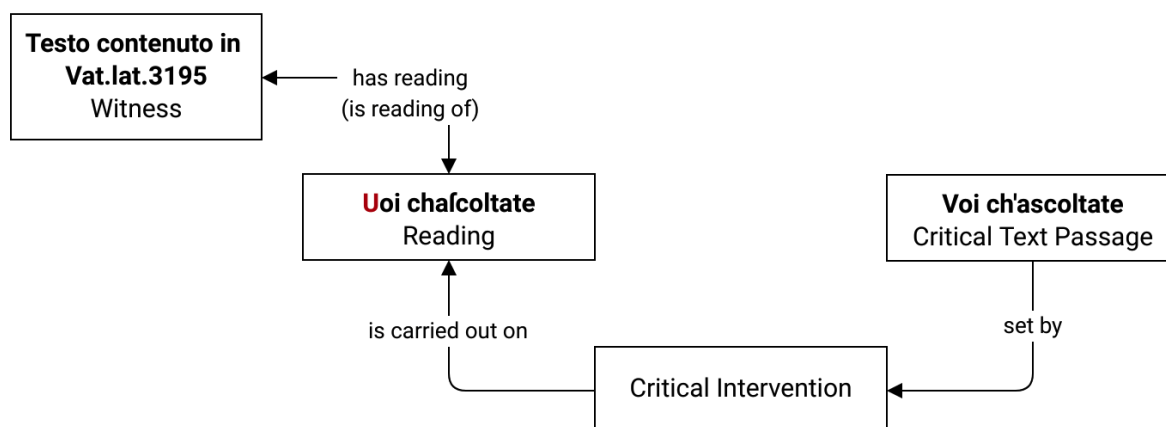 Testo contenuto in
Vat.lat.3195
Witness
has reading
(is reading of)
Uoi chaſcoltate
Reading
Voi ch'ascoltate
Critical Text Passage
is carried out on
set by
Critical Intervention